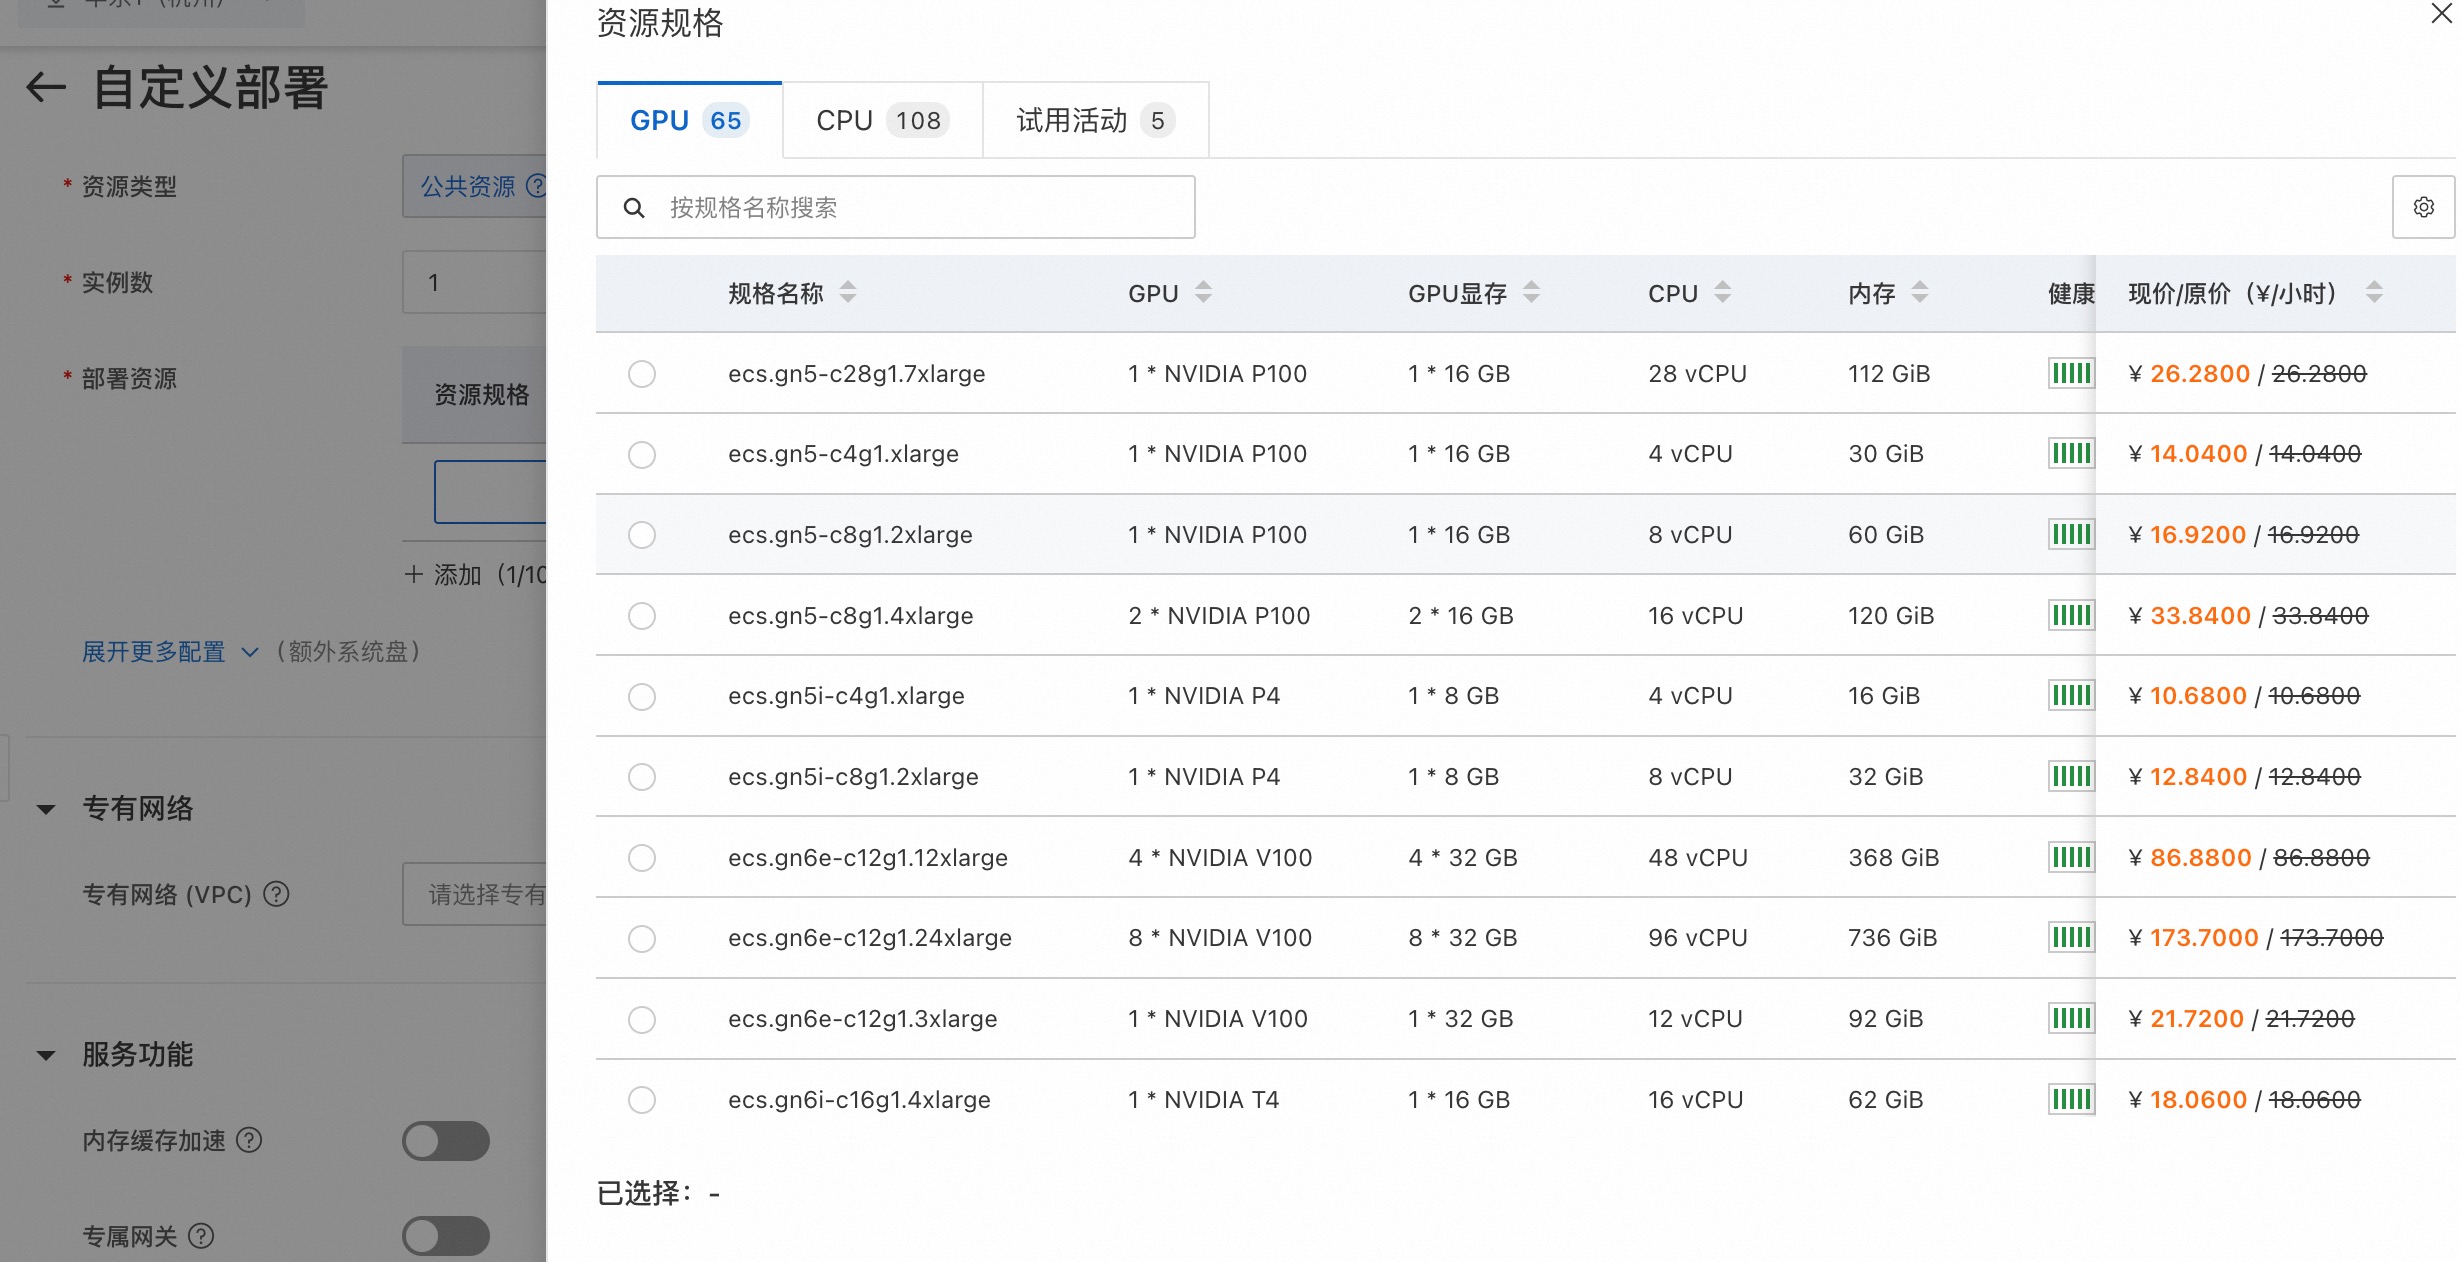 资源规格
自定义部署
GPU 65 CPU 108 试用活动 5
* 资源类型 公共资源
按规格名称搜索
* 实例数 1
规格名称 GPU GPU显存 CPU 内存 健康 现价/原价（¥/小时）
* 部署资源 资源规格
ecs.gn5-c28g1.7xlarge 1 * NVIDIA P100 1 * 16 GB 28 vCPU 112 GiB ¥ 26.2800 / 26.2800
ecs.gn5-c4g1.xlarge 1 * NVIDIA P100 1 * 16 GB 4 vCPU 30 GiB ¥ 14.0400 / 14.0400
ecs.gn5-c8g1.2xlarge 1 * NVIDIA P100 1 * 16 GB 8 vCPU 60 GiB ¥ 16.9200 / 16.9200
+ 添加（1/10
ecs.gn5-c8g1.4xlarge 2 * NVIDIA P100 2 * 16 GB 16 vCPU 120 GiB ¥ 33.8400 / 33.8400
展开更多配置 （额外系统盘）
ecs.gn5i-c4g1.xlarge 1 * NVIDIA P4 1 * 8 GB 4 vCPU 16 GiB ¥ 10.6800 / 10.6800
ecs.gn5i-c8g1.2xlarge 1 * NVIDIA P4 1 * 8 GB 8 vCPU 32 GiB ¥ 12.8400 / 12.8400
专有网络
ecs.gn6e-c12g1.12xlarge 4 * NVIDIA V100 4 * 32 GB 48 vCPU 368 GiB ¥ 86.8800 / 86.8800
专有网络 (VPC) 请选择专有
ecs.gn6e-c12g1.24xlarge 8 * NVIDIA V100 8 * 32 GB 96 vCPU 736 GiB ¥ 173.7000 / 173.7000
ecs.gn6e-c12g1.3xlarge 1 * NVIDIA V100 1 * 32 GB 12 vCPU 92 GiB ¥ 21.7200 / 21.7200
服务功能
ecs.gn6i-c16g1.4xlarge 1 * NVIDIA T4 1 * 16 GB 16 vCPU 62 GiB ¥ 18.0600 / 18.0600
内存缓存加速
已选择：-
专属网关